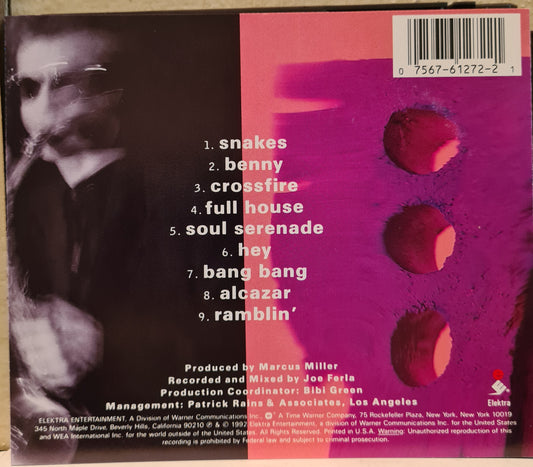 0 7567-61272-2 1
1. snakes
2. benny
3. crossfire
4. full house
5. soul serenade
6. hey
7. bang bang
8. alcazar
9. ramblin'
Produced by Marcus Miller
Recorded and Mixed by Joe Ferla
Production Coordinator: Bibi Green
Management: Patrick Rains & Associates, Los Angeles
Elektra
ELEKTRA ENTERTAINMENT, A Division of Warner Communications Inc., A Time Warner Company, 75 Rockefeller Plaza, New York, New York 10019
345 North Maple Drive, Beverly Hills, California 90210 ℗ & © 1992 Elektra Entertainment, a division of Warner Communications Inc. for the United States
and WEA International Inc. for the world outside of the United States. Printed in U.S.A. Warning: Unauthorized reproduction of this
recording is prohibited by Federal law and subject to criminal prosecution.